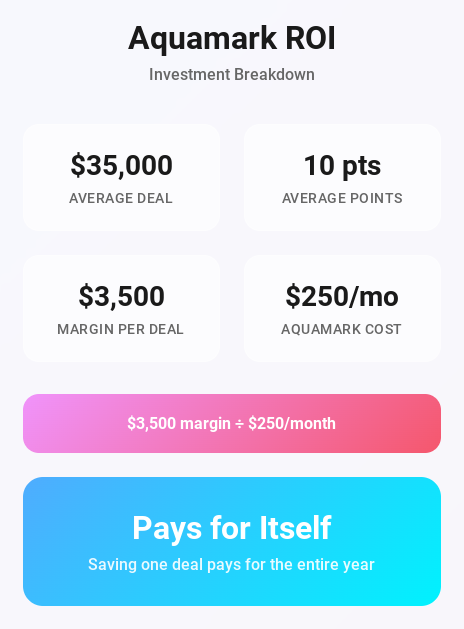 Aquamark ROI
Investment Breakdown
$35,000
AVERAGE DEAL
10 pts
AVERAGE POINTS
$3,500
MARGIN PER DEAL
$250/mo
AQUAMARK COST
$3,500 margin ÷ $250/month
Pays for Itself
Saving one deal pays for the entire year